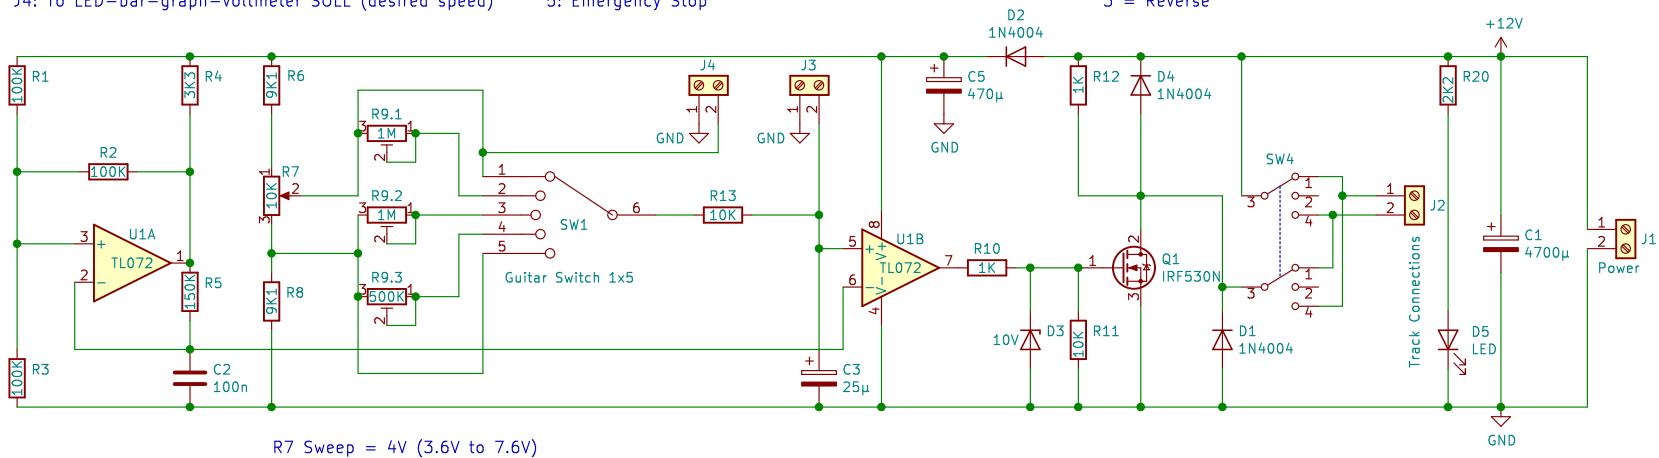 J4: To LED-bar-graph-voltmeter SOLL (desired speed)
5: Emergency Stop
3 = Reverse
D2
1N4004
+12V
R1
100K
R4
3K3
R6
9K1
J4
1
2
GND
J3
1
2
GND
C5
470µ
GND
R12
1K
D4
1N4004
R20
2K2
R9.1
1M
3
1
2
R2
100K
R7
10K
1
2
3
R9.2
1M
3
1
2
R9.3
500K
3
1
2
1
2
3
4
5
6
SW1
Guitar Switch 1x5
R13
10K
SW4
3
1
2
4
3
1
2
4
1
2
J2
Track Connections
U1A
TL072
3
2
1
+
−
R5
150K
R8
9K1
U1B
TL072
8
5
6
7
4
+
−
V+
V−
R10
1K
1
2
3
Q1
IRF530N
C1
4700µ
1
2
J1
Power
R3
100K
C2
100n
C3
25µ
10V
D3
R11
10K
D1
1N4004
D5
LED
GND
R7 Sweep = 4V (3.6V to 7.6V)